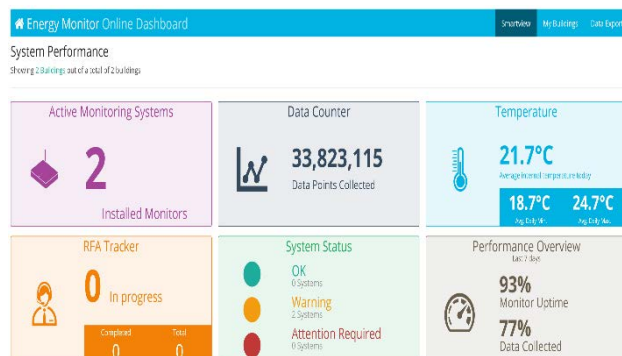 Energy Monitor Online Dashboard
Smartview My Buildings Data Export
System Performance
Showing 2 Buildings out of a total of 2 buildings
Active Monitoring Systems
2
Installed Monitors
Data Counter
33,823,115
Data Points Collected
Temperature
21.7°C
Average internal temperature today
18.7°C 24.7°C
Avg. Daily Min. Avg. Daily Max.
RFA Tracker
0 In progress
Completed Total
0 0
System Status
OK
0 Systems
Warning
2 Systems
Attention Required
0 Systems
Performance Overview
Last 7 days
93%
Monitor Uptime
77%
Data Collected